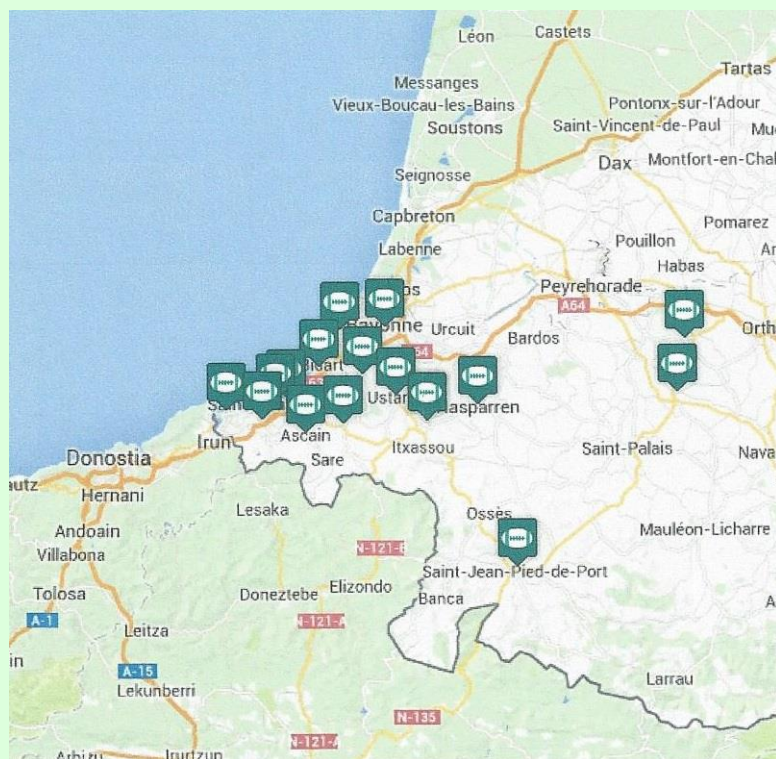 Léon
Castets
Tartas
Messanges
Vieux-Boucau-les-Bains
Pontonx-sur-l'Adour
Soustons
Saint-Vincent-de-Paul
Dax
Montfort-en-Chal
Seignosse
Capbreton
Pomarez
Labenne
Pouillon
Habas
Peyrehorade
A64
Urcuit
Bardos
Orth
Ascain
Irun
Sare
Itxassou
Saint-Palais
Donostia
Hernani
Lesaka
Ossès
Mauléon-Licharre
Andoain
Villabona
N-121-B
Saint-Jean-Pied-de-Port
Tolosa
Doneztebe
Elizondo
Banca
A-1
Leitza
N-121-A
A-15
Lekunberri
Larrau
N-135
N-121-A
Irurtzun